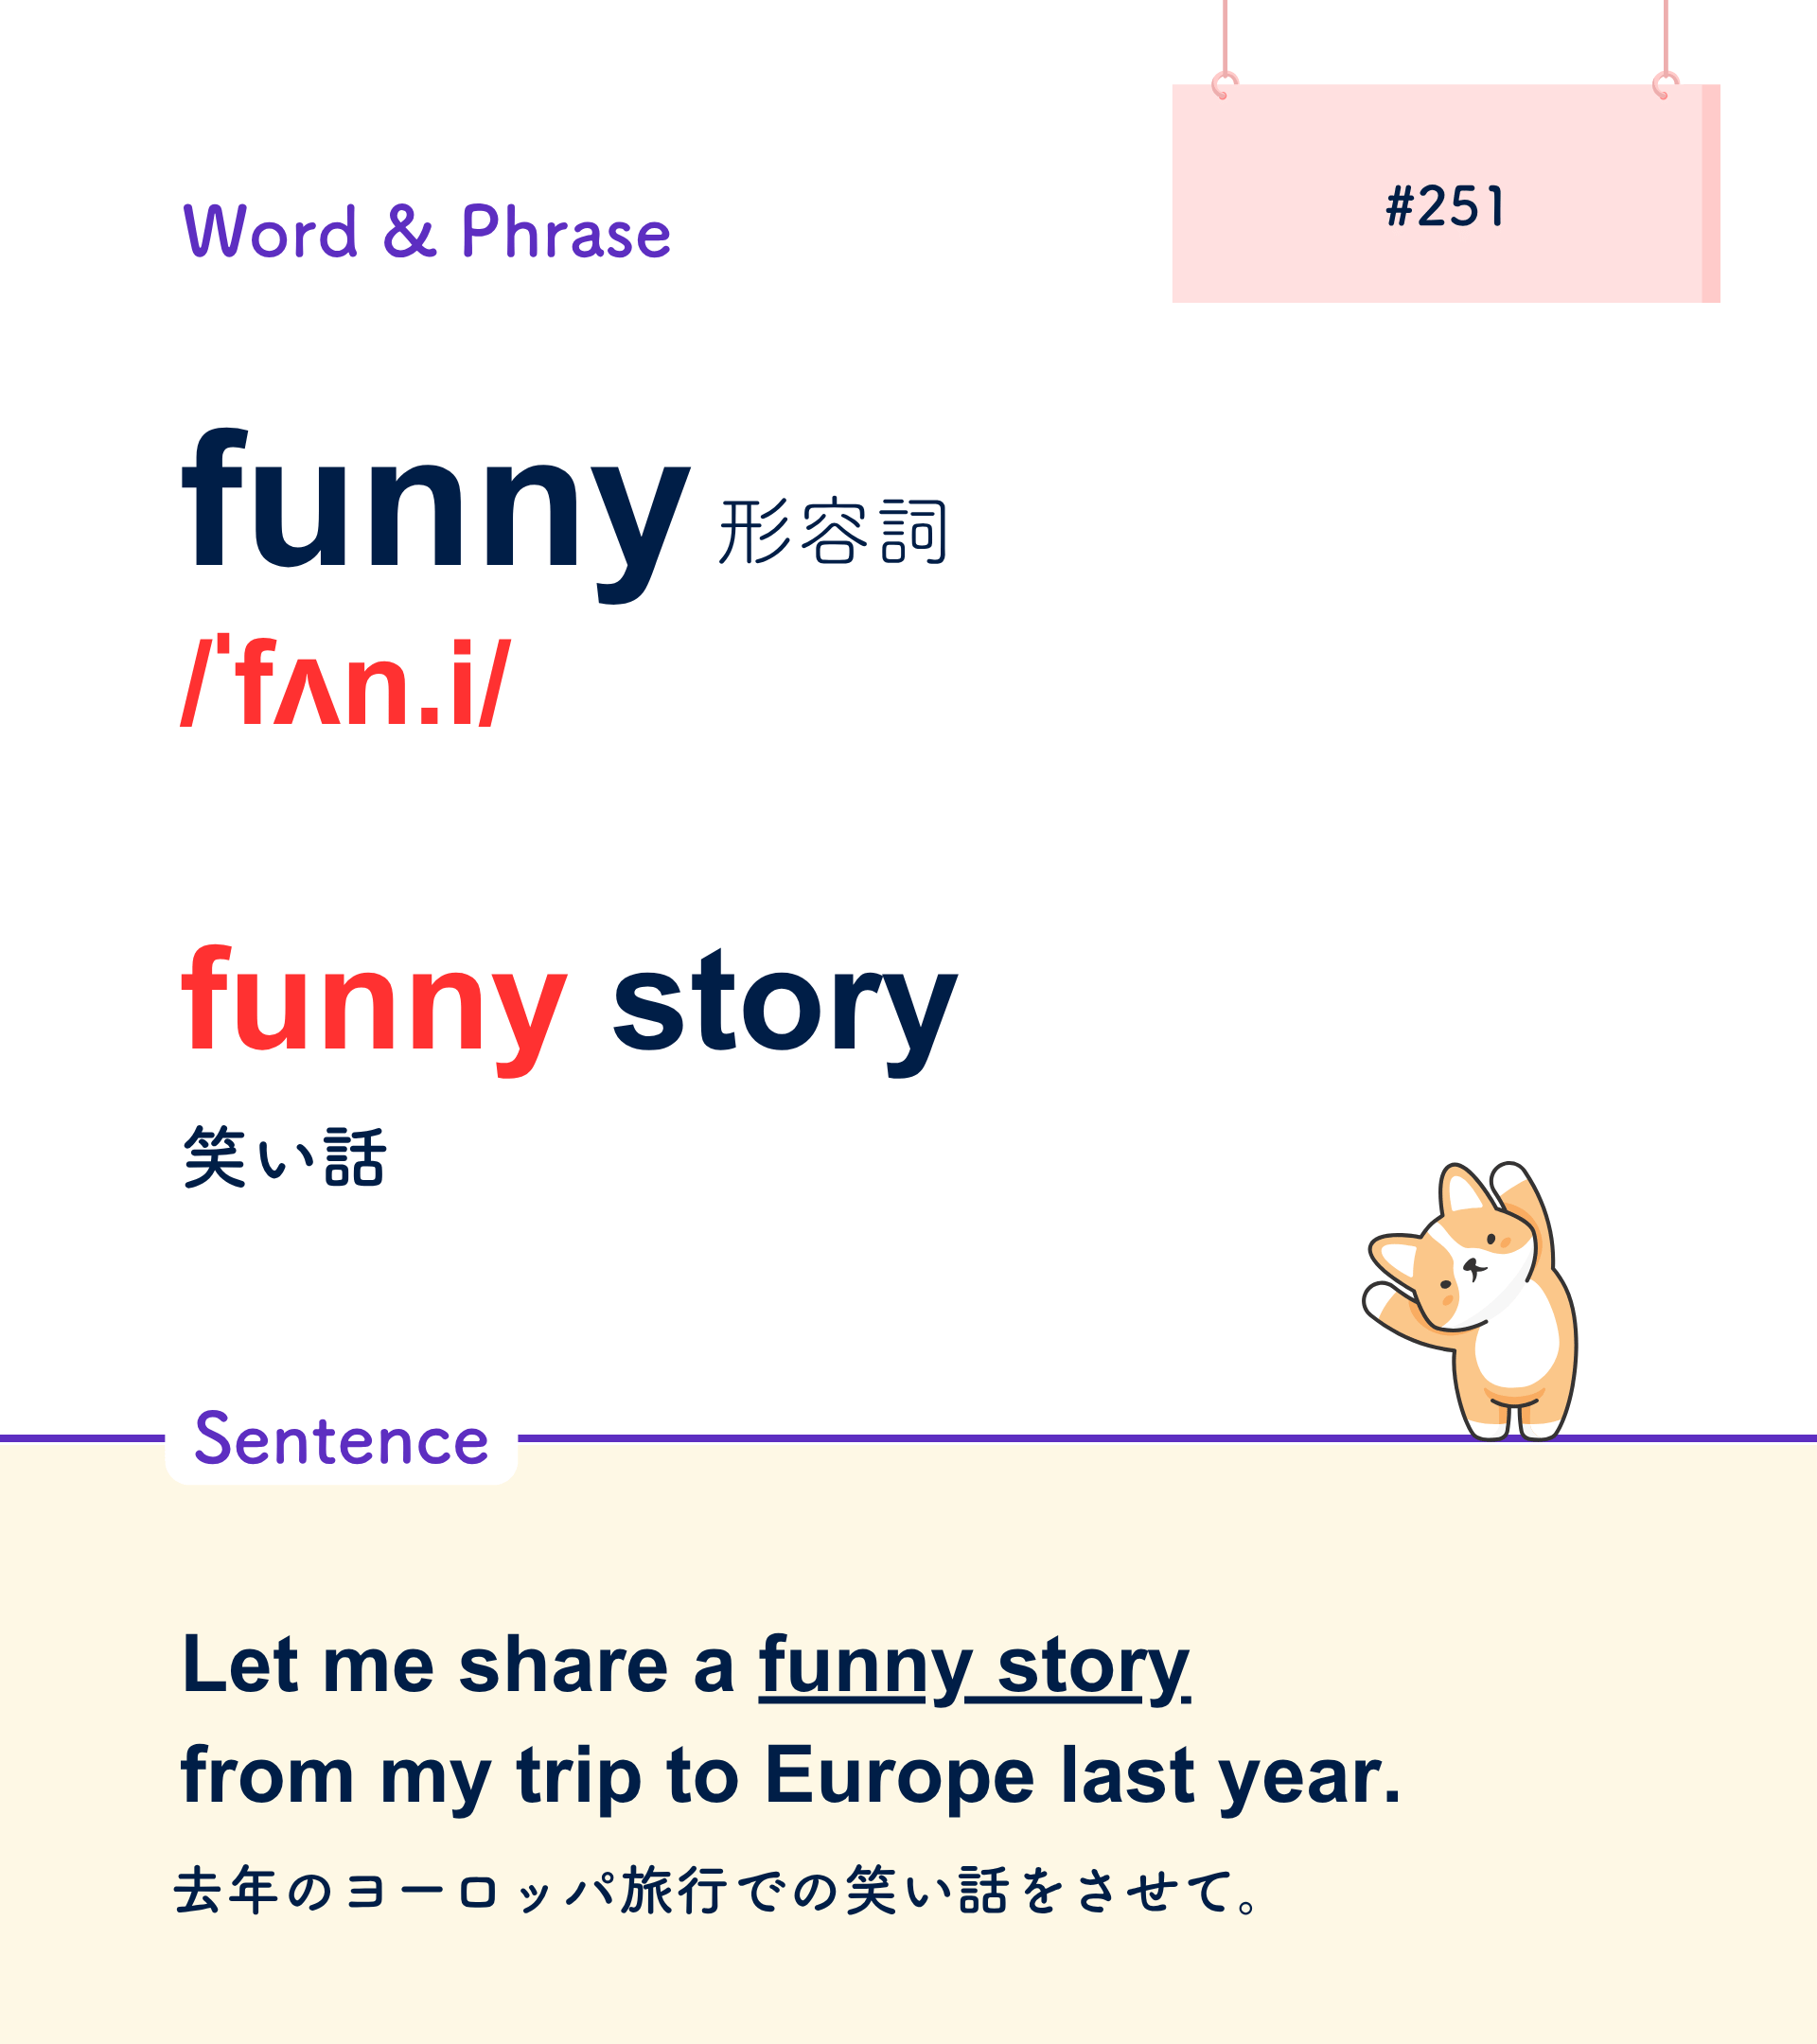 #251
Word & Phrase
funny 形容詞
/ˈfʌn.i/
funny story
笑い話
Sentence
Let me share a funny story
from my trip to Europe last year.
去年のヨーロッパ旅行での笑い話をさせて。